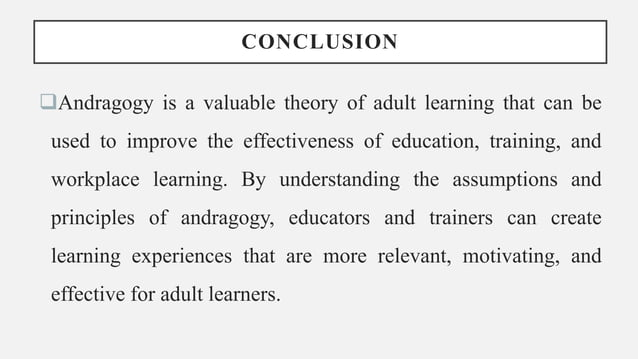 CONCLUSION
❑Andragogy is a valuable theory of adult learning that can be
used to improve the effectiveness of education, training, and
workplace learning. By understanding the assumptions and
principles of andragogy, educators and trainers can create
learning experiences that are more relevant, motivating, and
effective for adult learners.